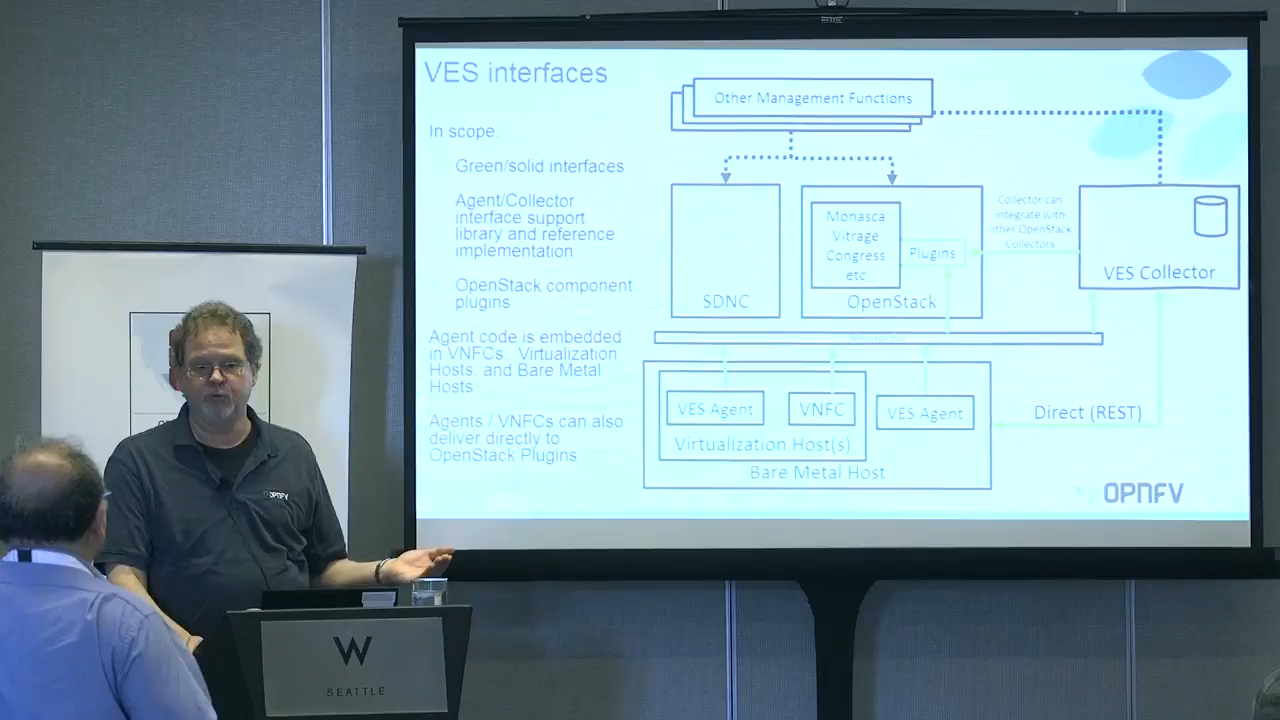 VES interfaces
In scope:
Green/solid interfaces
Agent/Collector
interface support
library and reference
implementation
OpenStack component
plugins
Agent code is embedded
in VNFCs, Virtualization
Hosts, and Bare Metal
Hosts
Agents / VNFCs can also
deliver directly to
OpenStack Plugins
Other Management Functions
SDNC
Monasca
Vitrage
Congress
etc
Plugins
OpenStack
Collector can
integrate with
other OpenStack
Collectors
VES Collector
VES Agent
VNFC
VES Agent
Virtualization Host(s)
Bare Metal Host
Direct (REST)
OPNFV
OPNFV
W
SEATTLE